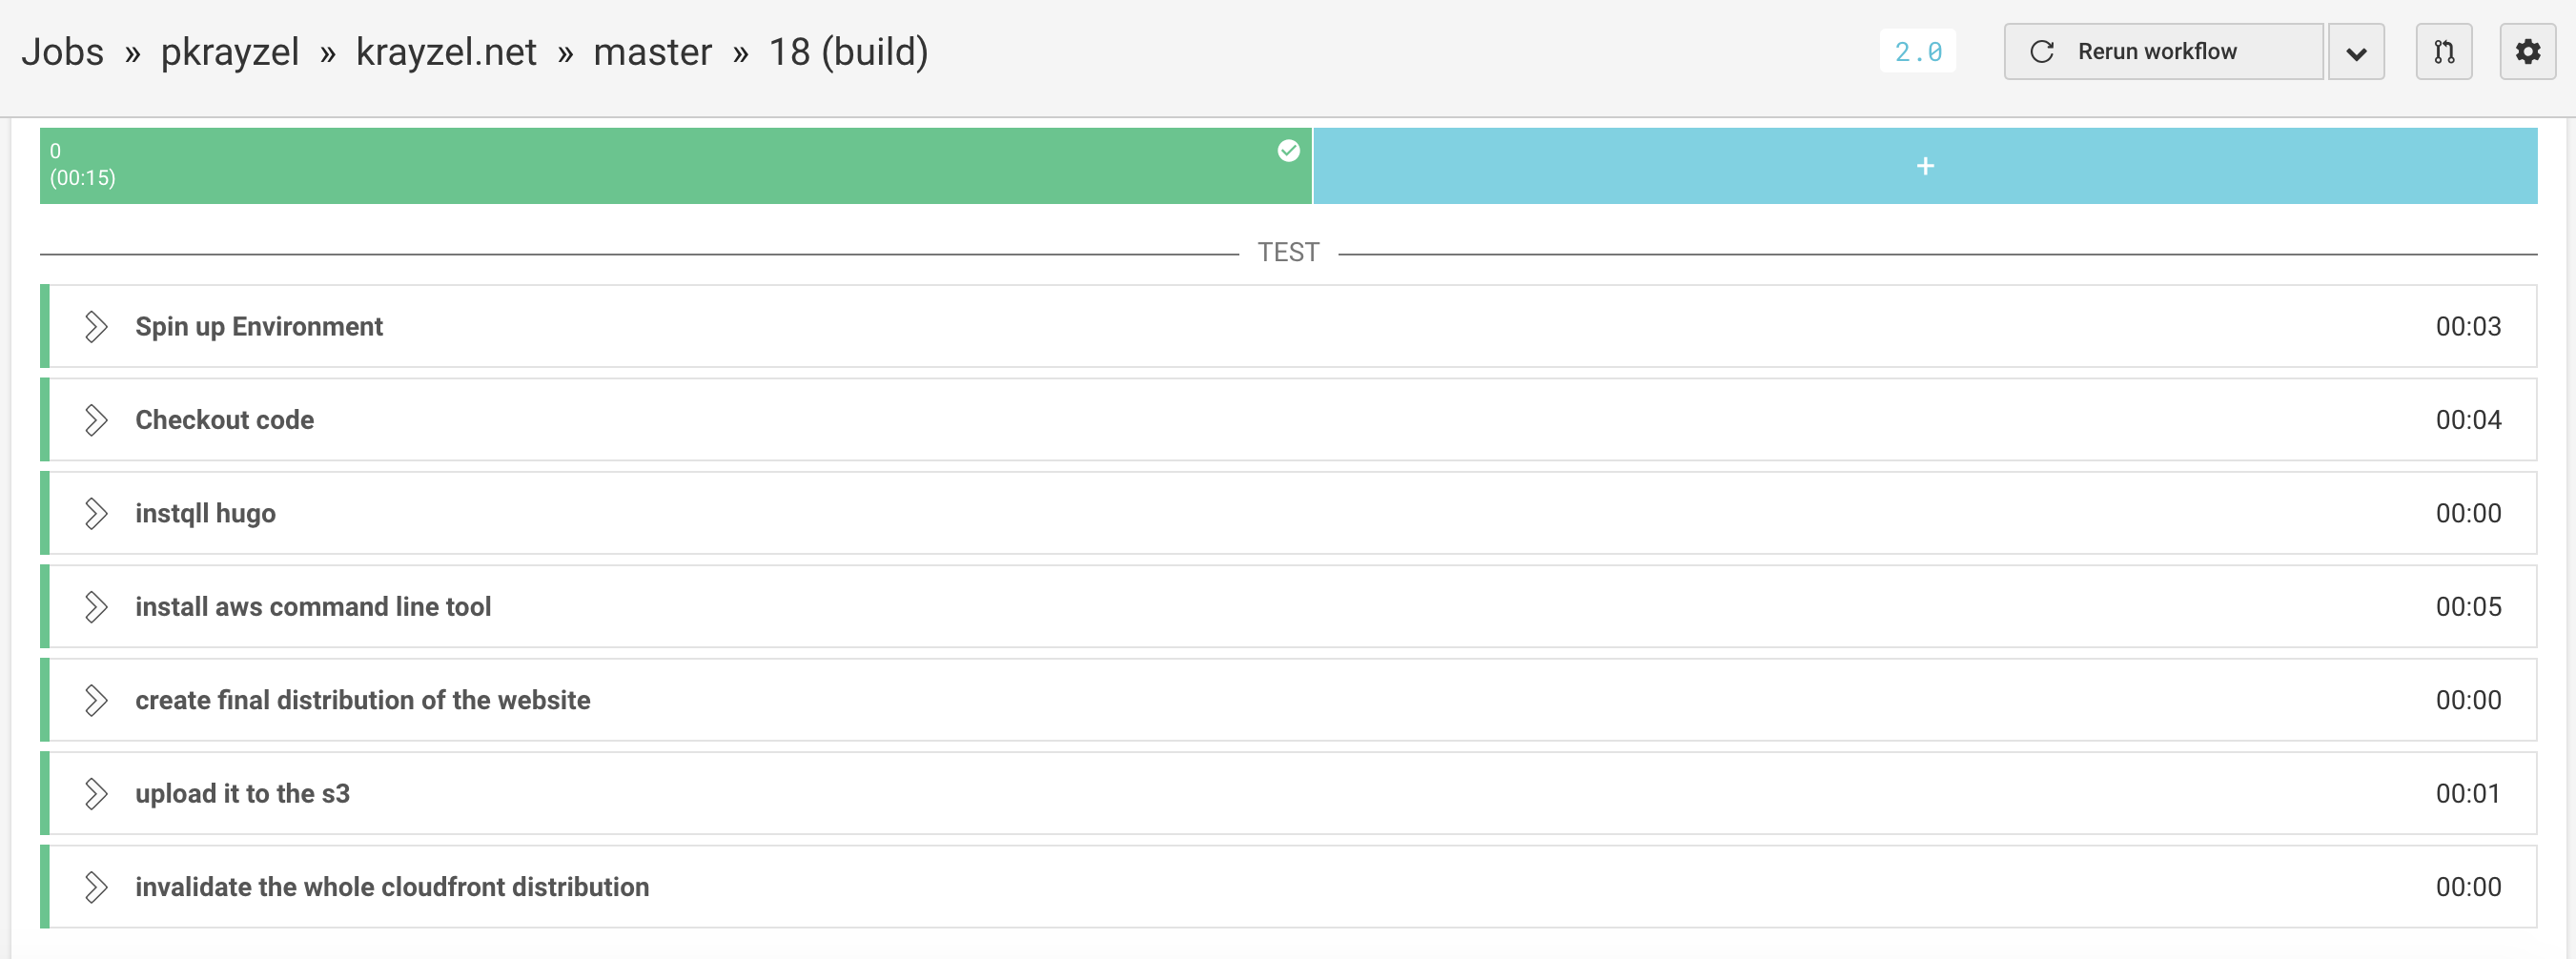 Jobs » pkrayzel » krayzel.net » master » 18 (build)
2.0
Rerun workflow
0
(00:15)
+
TEST
Spin up Environment 00:03
Checkout code 00:04
instqll hugo 00:00
install aws command line tool 00:05
create final distribution of the website 00:00
upload it to the s3 00:01
invalidate the whole cloudfront distribution 00:00